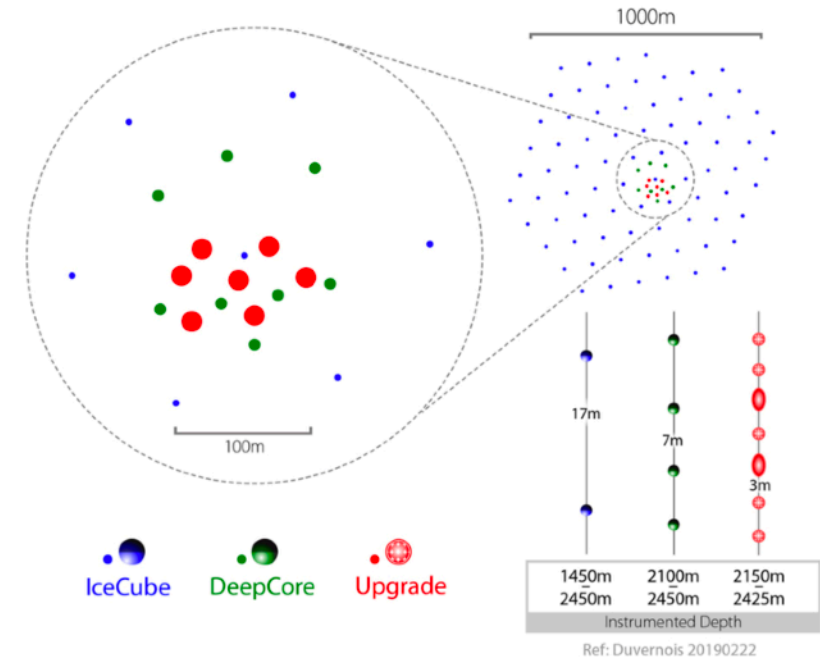 1000m
100m
17m
7m
3m
IceCube
DeepCore
Upgrade
1450m
–
2450m
2100m
–
2450m
2150m
–
2425m
Instrumented Depth
Ref: Duvernois 20190222